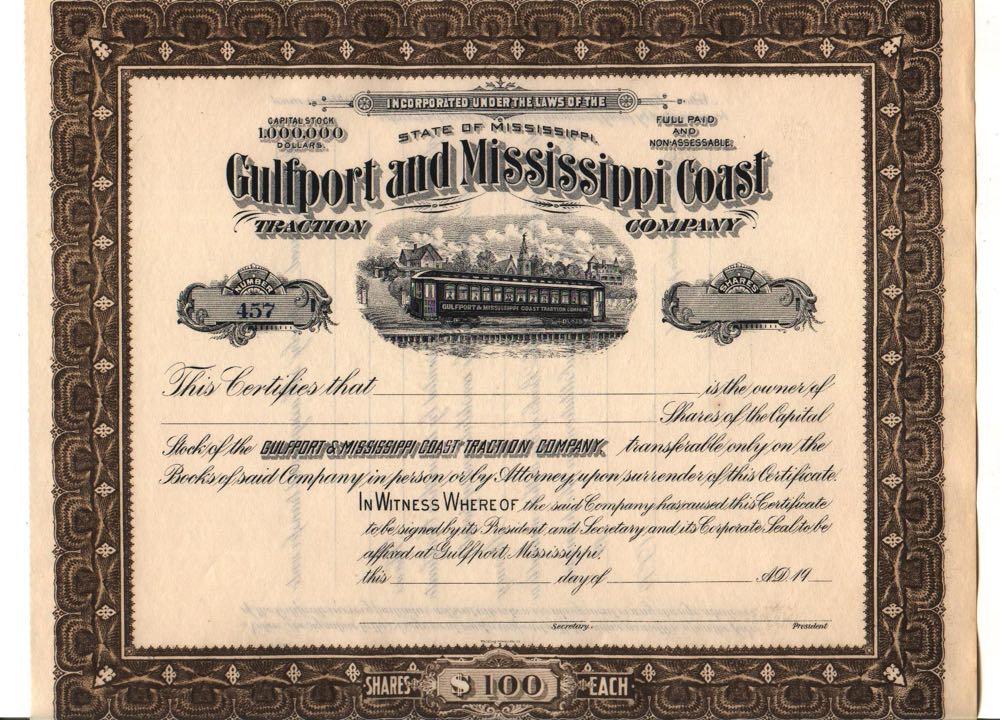 INCORPORATED UNDER THE LAWS OF THE
STATE OF MISSISSIPPI.
CAPITAL STOCK
1,000,000
DOLLARS.
FULL PAID
AND
NON-ASSESSABLE.
Gulfport and Mississippi Coast
TRACTION COMPANY
NUMBER
457
SHARES
GULFPORT & MISSISSIPPI COAST TRACTION COMPANY
This Certifies that is the owner of
Shares of the Capital
Stock of the GULFPORT & MISSISSIPPI COAST TRACTION COMPANY, transferable only on the
Books of said Company in person or by Attorney upon surrender of this Certificate.
IN WITNESS WHEREOF, the said Company has caused this Certificate
to be signed by its President and Secretary and its Corporate Seal to be
affixed at Gulfport, Mississippi,
this day of A.D. 19
Secretary. President
SHARES $100 EACH